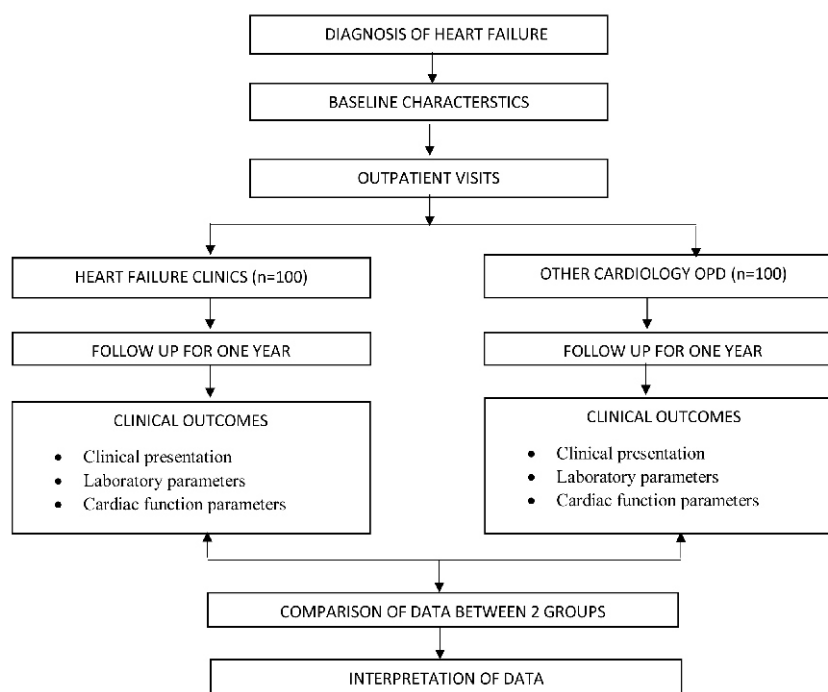 DIAGNOSIS OF HEART FAILURE
BASELINE CHARACTERSTICS
OUTPATIENT VISITS
HEART FAILURE CLINICS (n=100)
OTHER CARDIOLOGY OPD (n=100)
FOLLOW UP FOR ONE YEAR
FOLLOW UP FOR ONE YEAR
CLINICAL OUTCOMES
• Clinical presentation
• Laboratory parameters
• Cardiac function parameters
CLINICAL OUTCOMES
• Clinical presentation
• Laboratory parameters
• Cardiac function parameters
COMPARISON OF DATA BETWEEN 2 GROUPS
INTERPRETATION OF DATA